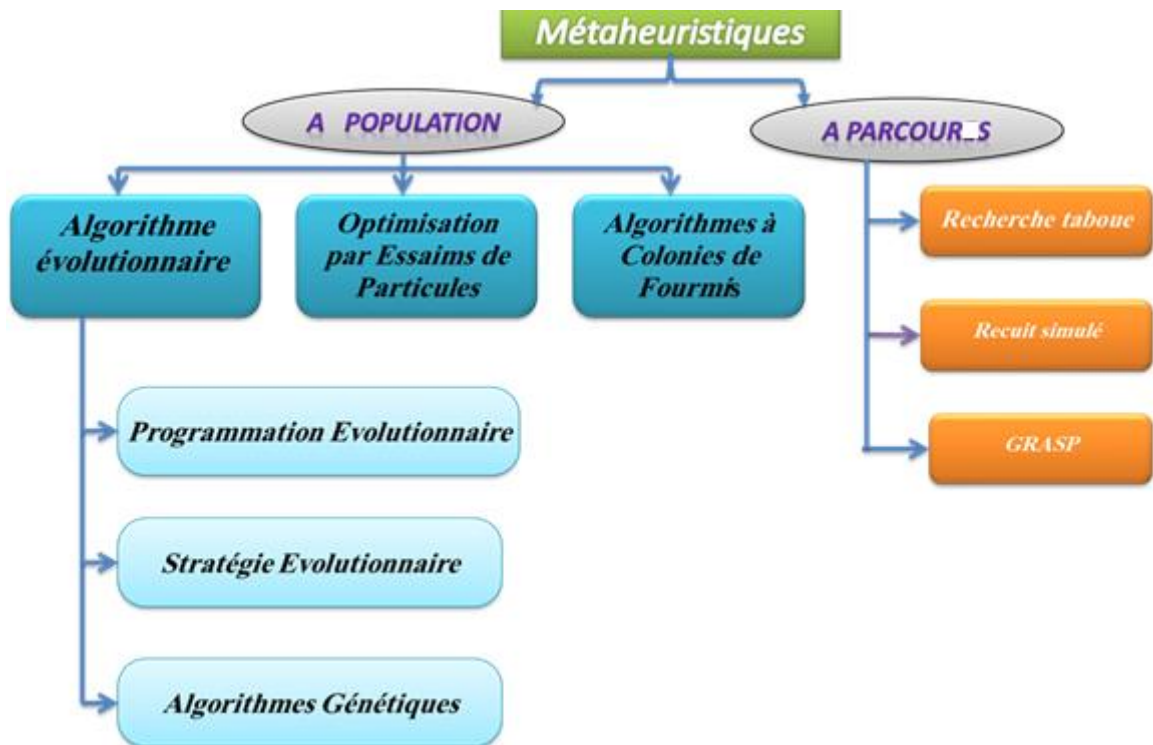 Métaheuristiques
A POPULATION
A PARCOURS
Algorithme
évolutionnaire
Optimisation
par Essaims de
Particules
Algorithmes à
Colonies de
Fourmis
Recherche taboue
Recuit simulé
GRASP
Programmation Evolutionnaire
Stratégie Evolutionnaire
Algorithmes Génétiques